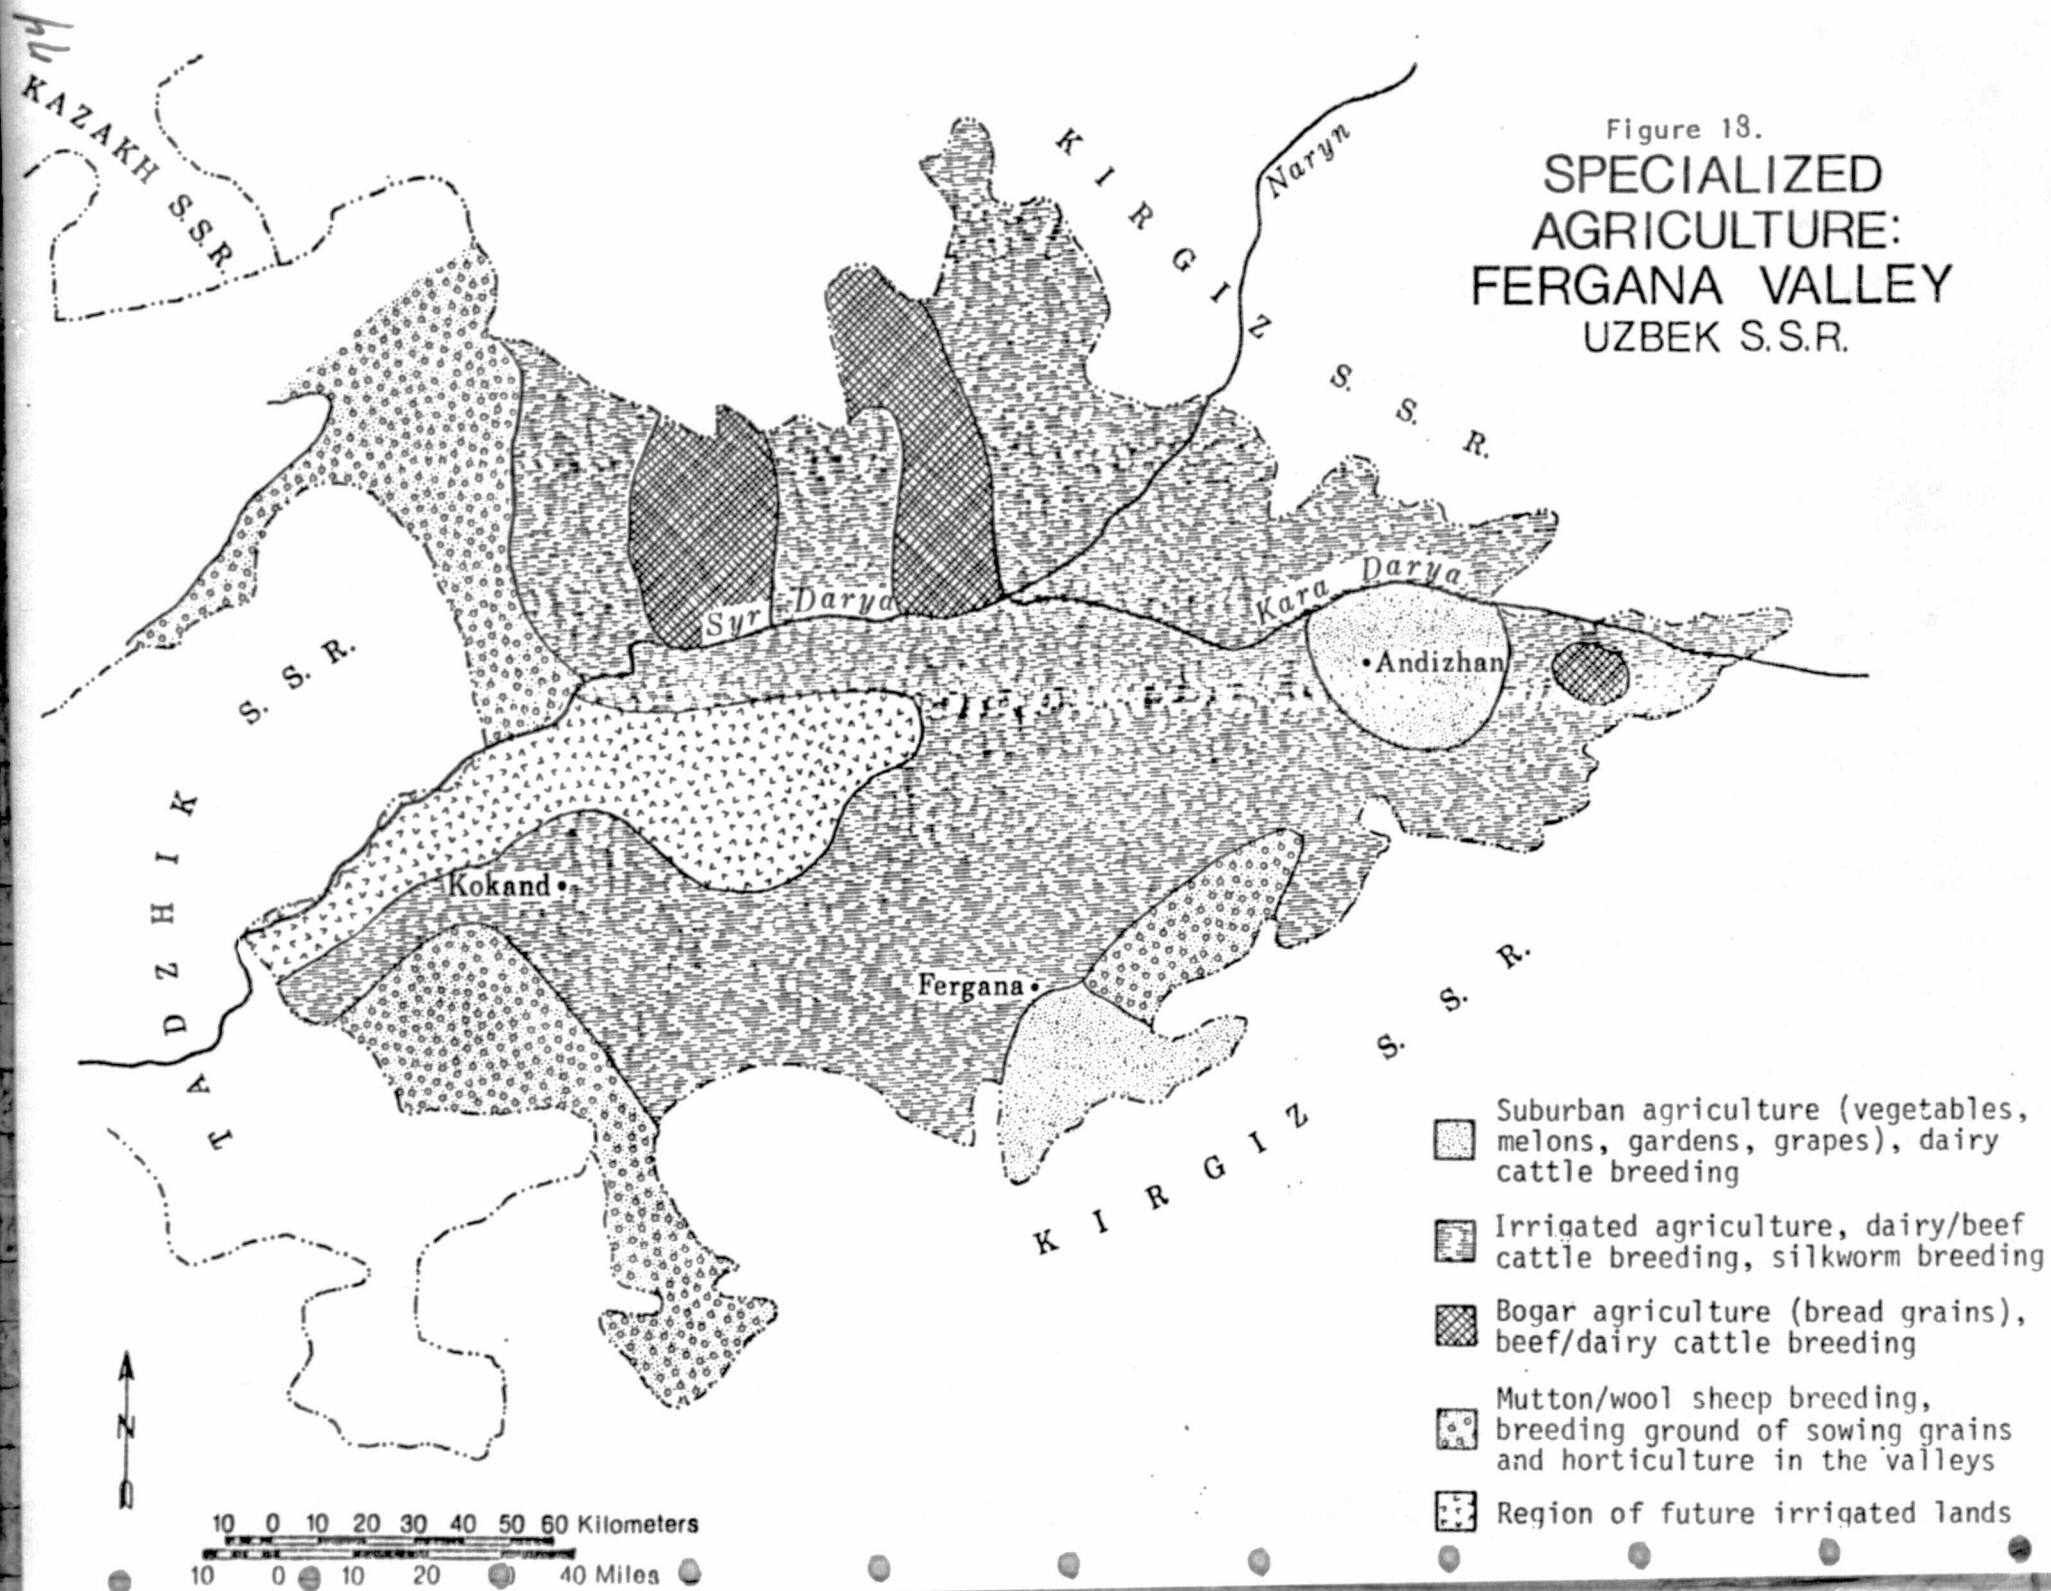 74
KAZAKH S.S.R.
KIRGIZ S.S.R.
Naryn
Figure 18.
SPECIALIZED
AGRICULTURE:
FERGANA VALLEY
UZBEK S.S.R.
Syr Darya
Kara Darya
Andizhan
TADZHIK S.S.R.
Kokand
Fergana
KIRGIZ S.S.R.
Suburban agriculture (vegetables,
melons, gardens, grapes), dairy
cattle breeding
Irrigated agriculture, dairy/beef
cattle breeding, silkworm breeding
Bogar agriculture (bread grains),
beef/dairy cattle breeding
Mutton/wool sheep breeding,
breeding ground of sowing grains
and horticulture in the valleys
Region of future irrigated lands
N
10 0 10 20 30 40 50 60 Kilometers
10 0 10 20 40 Miles